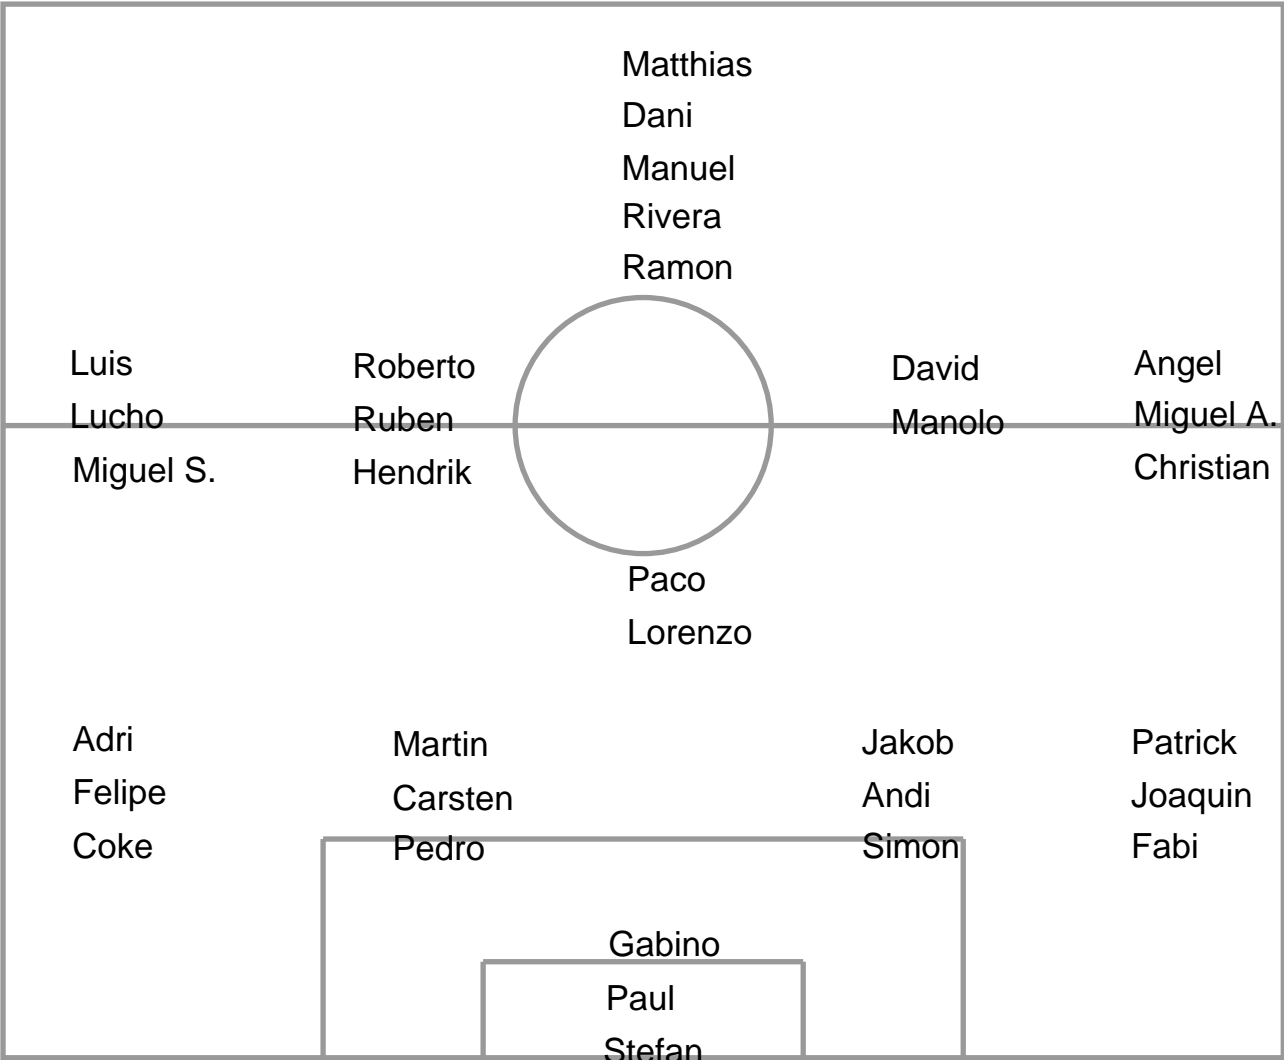 Matthias
Dani
Manuel
Rivera
Ramon
Luis
Lucho
Miguel S.
Roberto
Ruben
Hendrik
David
Manolo
Angel
Miguel A.
Christian
Paco
Lorenzo
Adri
Felipe
Coke
Martin
Carsten
Pedro
Jakob
Andi
Simon
Patrick
Joaquin
Fabi
Gabino
Paul
Stefan